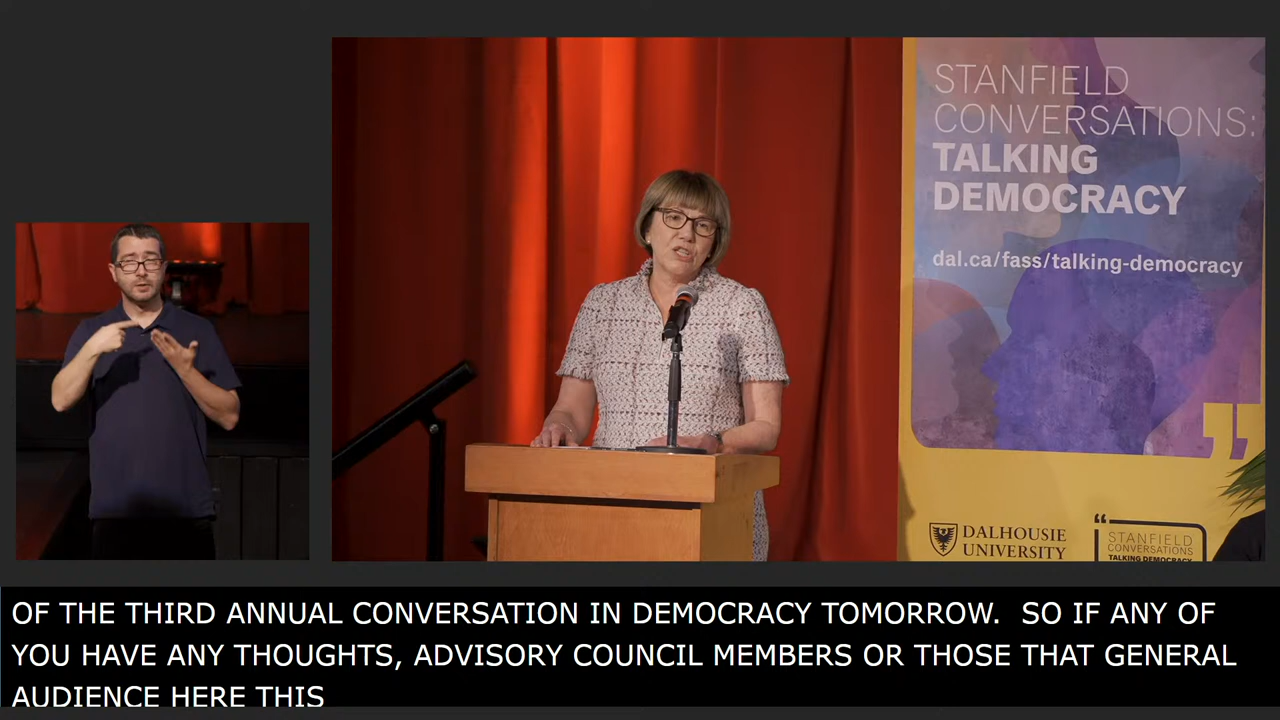 STANFIELD
CONVERSATIONS:
TALKING
DEMOCRACY
dal.ca/fass/talking-democracy
”
DALHOUSIE
UNIVERSITY
“
STANFIELD
CONVERSATIONS
TALKING DEMOCRACY
OF THE THIRD ANNUAL CONVERSATION IN DEMOCRACY TOMORROW.  SO IF ANY OF
YOU HAVE ANY THOUGHTS, ADVISORY COUNCIL MEMBERS OR THOSE THAT GENERAL
AUDIENCE HERE THIS